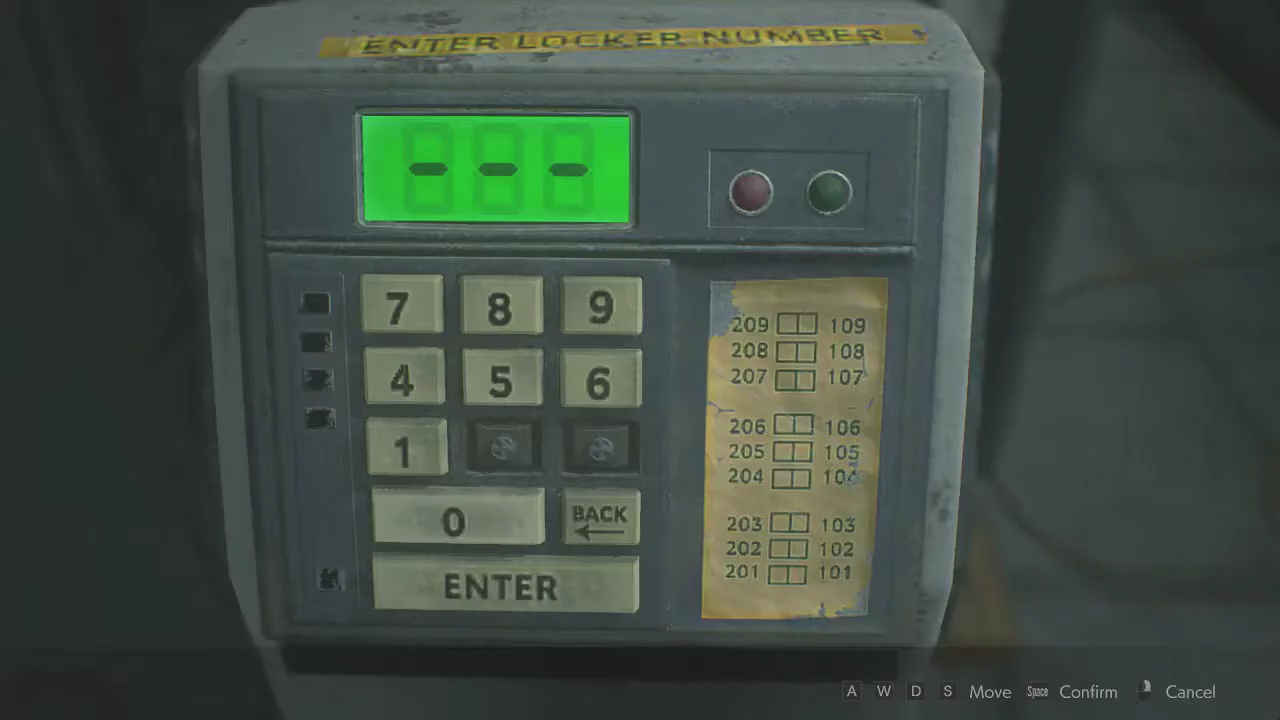 ENTER LOCKER NUMBER
---
7 8 9
4 5 6
1
0 BACK
ENTER
209 109
208 108
207 107
206 106
205 105
204 104
203 103
202 102
201 101
A W D S Move Space Confirm Cancel